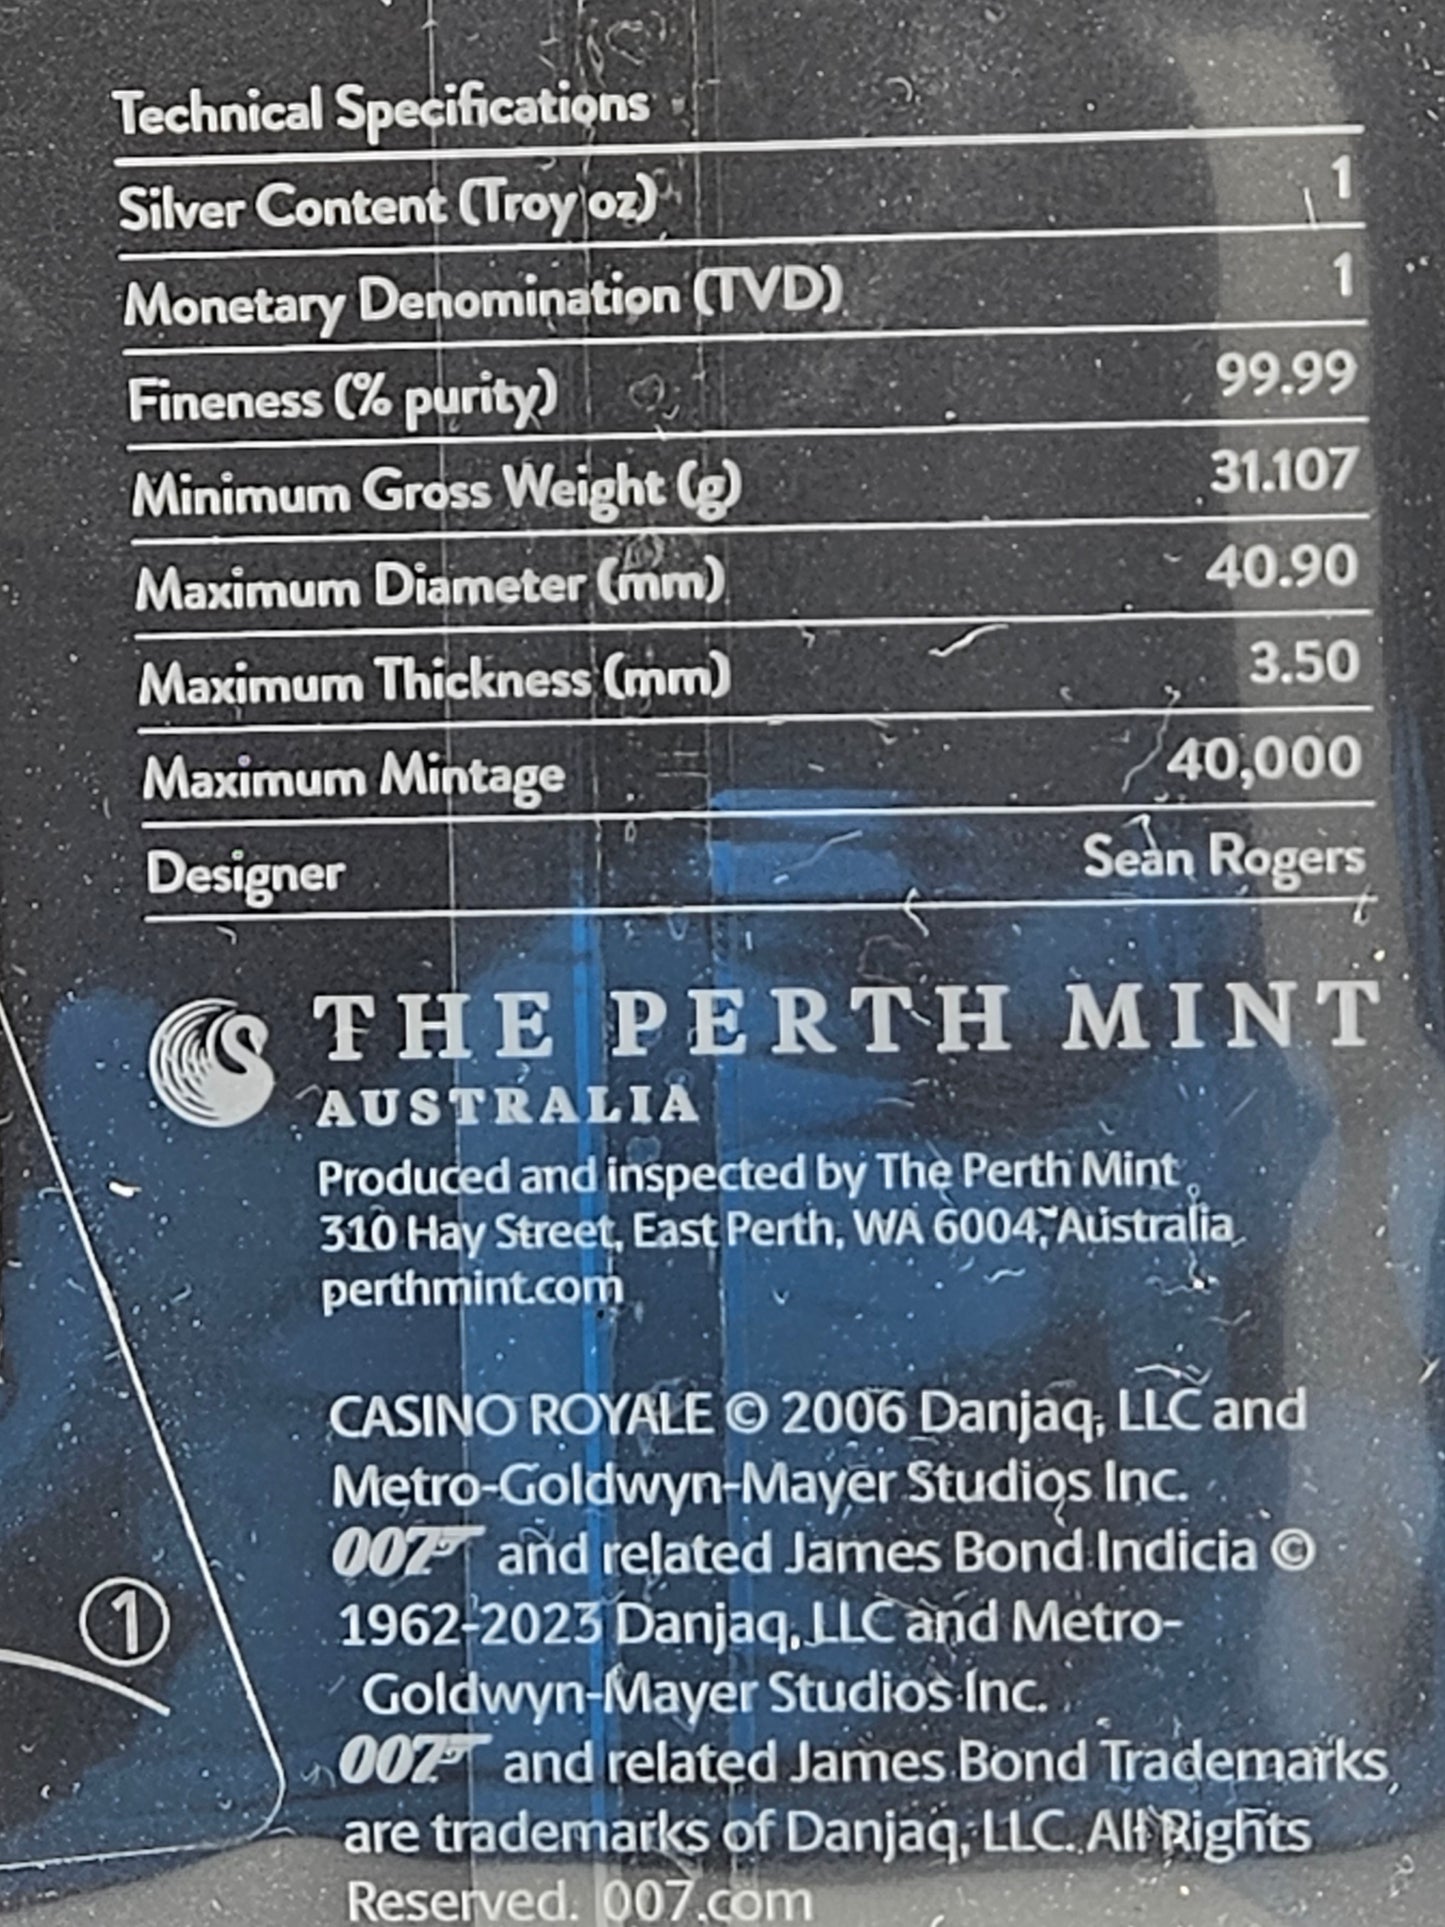 Technical Specifications
Silver Content (Troy oz) 1
Monetary Denomination (TVD) 1
Fineness (% purity) 99.99
Minimum Gross Weight (g) 31.107
Maximum Diameter (mm) 40.90
Maximum Thickness (mm) 3.50
Maximum Mintage 40,000
Designer Sean Rogers
THE PERTH MINT
AUSTRALIA
Produced and inspected by The Perth Mint
310 Hay Street, East Perth, WA 6004, Australia
perthmint.com
CASINO ROYALE © 2006 Danjaq, LLC and
Metro-Goldwyn-Mayer Studios Inc.
007 and related James Bond Indicia ©
1962-2023 Danjaq, LLC and Metro-
Goldwyn-Mayer Studios Inc.
007 and related James Bond Trademarks
are trademarks of Danjaq, LLC. All Rights
Reserved. 007.com
1